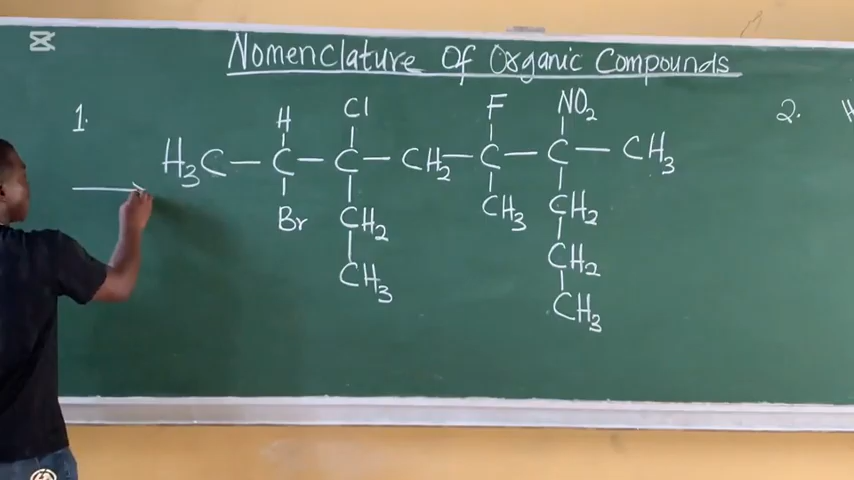 Nomenclature Of Organic Compounds
1.
2. H
H Cl F NO2
H3C — C — C — CH2 — C — C — CH3
Br CH2 CH3 CH2
CH3 CH2
CH3